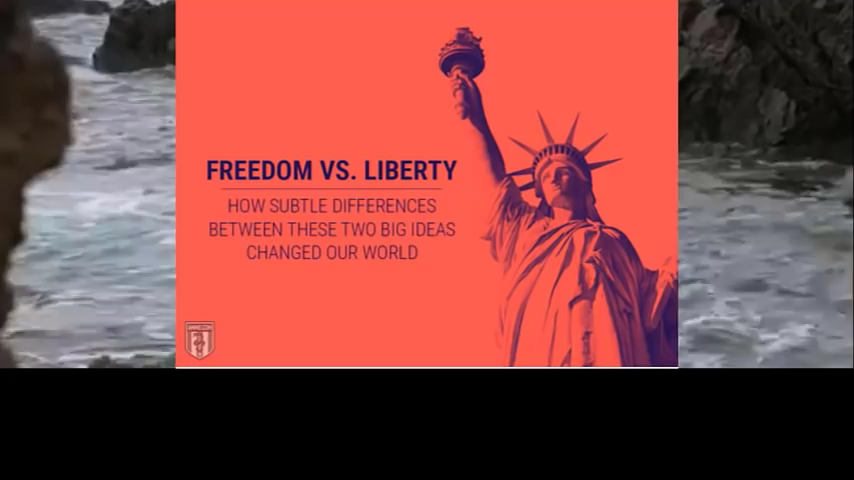 FREEDOM VS. LIBERTY
HOW SUBTLE DIFFERENCES
BETWEEN THESE TWO BIG IDEAS
CHANGED OUR WORLD